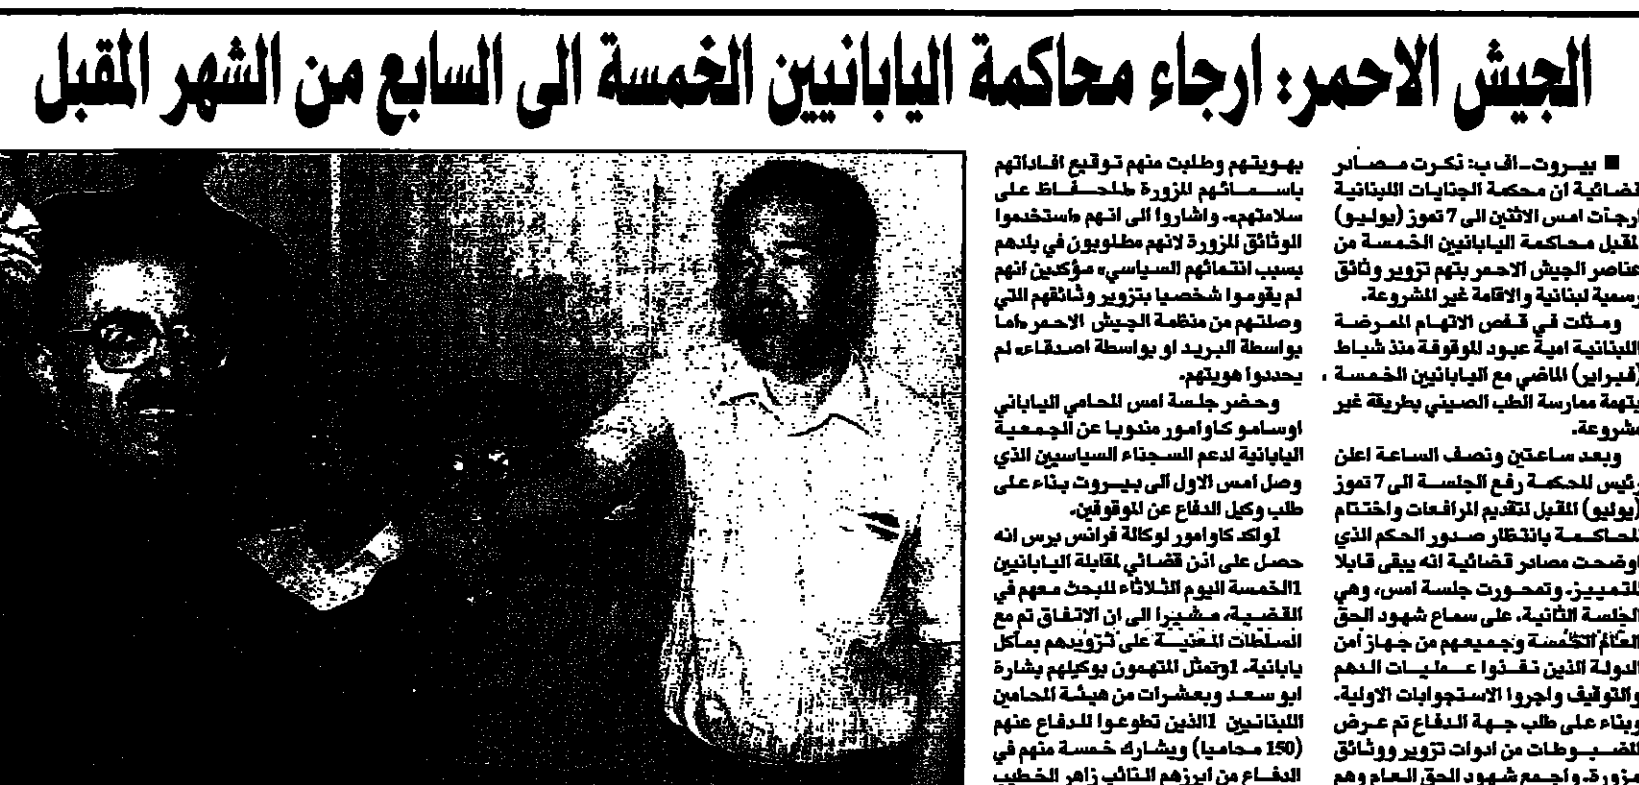 الجيش الاحمر: ارجاء محاكمة اليابانيين الخمسة الى السابع من الشهر المقبل
■ بيروت ـ اف ب: ذكرت مصادر
قضائية ان محكمة الجنايات اللبنانية
ارجأت امس الاثنين الى 7 تموز (يوليو)
المقبل محاكمة اليابانيين الخمسة من
عناصر الجيش الاحمر بتهم تزوير وثائق
رسمية لبنانية والاقامة غير المشروعة.
ومثلت في قفص الاتهام الممرضة
اللبنانية امية عبود الموقوفة منذ شباط
(فبراير) الماضي مع اليابانيين الخمسة ،
بتهمة ممارسة الطب الصيني بطريقة غير
مشروعة.
وبعد ساعتين ونصف الساعة اعلن
رئيس المحكمة رفع الجلسة الى 7 تموز
(يوليو) المقبل لتقديم المرافعات واختتام
المحاكمة بانتظار صدور الحكم الذي
اوضحت مصادر قضائية انه يبقى قابلا
للتمييز. وتمحورت جلسة امس، وهي
الجلسة الثانية، على سماع شهود الحق
العام الخمسة وجميعهم من جهاز امن
الدولة الذين نفذوا عمليات الدهم
والتوقيف واجروا الاستجوابات الاولية.
وبناء على طلب جهة الدفاع تم عرض
المضبوطات من ادوات تزوير ووثائق
مزورة. واجمع شهود الحق العام وهم
بهويتهم وطلبت منهم توقيع افاداتهم
باسمائهم المزورة «للحفاظ على
سلامتهم». واشاروا الى انهم «استخدموا
الوثائق المزورة لانهم مطلوبون في بلدهم
بسبب انتمائهم السياسي» مؤكدين انهم
لم يقوموا شخصيا بتزوير وثائقهم التي
وصلتهم من منظمة الجيش الاحمر «اما
بواسطة البريد او بواسطة اصدقاء» لم
يحددوا هويتهم.
وحضر جلسة امس المحامي الياباني
اوسامو كاوامور مندوبا عن الجمعية
اليابانية لدعم السجناء السياسيين الذي
وصل امس الاول الى بيروت بناء على
طلب وكيل الدفاع عن الموقوفين.
1واكد كاوامور لوكالة فرانس برس انه
حصل على اذن قضائي لمقابلة اليابانيين
1الخمسة اليوم الثلاثاء للبحث معهم في
القضية، مشيرا الى ان الاتفاق تم مع
السلطات المعنية على تزويدهم بمآكل
يابانية. 1وتمثل المتهمون بوكيلهم بشارة
ابو سعد وبعشرات من هيئة المحامين
اللبنانيين 1الذين تطوعوا للدفاع عنهم
(150 محاميا) ويشارك خمسة منهم في
الدفاع من ابرزهم النائب زاهر الخطيب